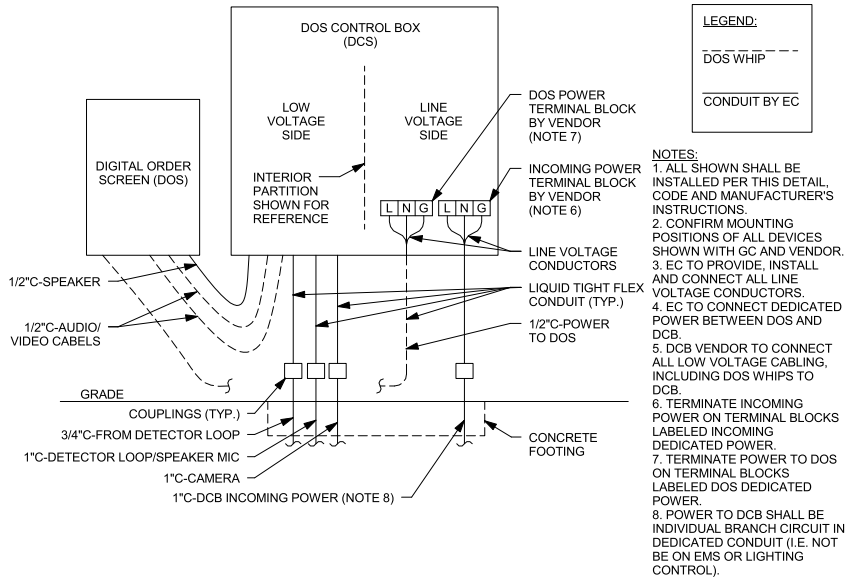 DOS CONTROL BOX
(DCS)
LOW
VOLTAGE
SIDE
LINE
VOLTAGE
SIDE
INTERIOR
PARTITION
SHOWN FOR
REFERENCE
L N G
L N G
DIGITAL ORDER
SCREEN (DOS)
DOS POWER
TERMINAL BLOCK
BY VENDOR
(NOTE 7)
INCOMING POWER
TERMINAL BLOCK
BY VENDOR
(NOTE 6)
LINE VOLTAGE
CONDUCTORS
LIQUID TIGHT FLEX
CONDUIT (TYP.)
1/2"C-POWER
TO DOS
1/2"C-SPEAKER
1/2"C-AUDIO/
VIDEO CABELS
GRADE
COUPLINGS (TYP.)
3/4"C-FROM DETECTOR LOOP
1"C-DETECTOR LOOP/SPEAKER MIC
1"C-CAMERA
1"C-DCB INCOMING POWER (NOTE 8)
CONCRETE
FOOTING
LEGEND:
DOS WHIP
CONDUIT BY EC
NOTES:
1. ALL SHOWN SHALL BE
INSTALLED PER THIS DETAIL,
CODE AND MANUFACTURER'S
INSTRUCTIONS.
2. CONFIRM MOUNTING
POSITIONS OF ALL DEVICES
SHOWN WITH GC AND VENDOR.
3. EC TO PROVIDE, INSTALL
AND CONNECT ALL LINE
VOLTAGE CONDUCTORS.
4. EC TO CONNECT DEDICATED
POWER BETWEEN DOS AND
DCB.
5. DCB VENDOR TO CONNECT
ALL LOW VOLTAGE CABLING,
INCLUDING DOS WHIPS TO
DCB.
6. TERMINATE INCOMING
POWER ON TERMINAL BLOCKS
LABELED INCOMING
DEDICATED POWER.
7. TERMINATE POWER TO DOS
ON TERMINAL BLOCKS
LABELED DOS DEDICATED
POWER.
8. POWER TO DCB SHALL BE
INDIVIDUAL BRANCH CIRCUIT IN
DEDICATED CONDUIT (I.E. NOT
BE ON EMS OR LIGHTING
CONTROL).